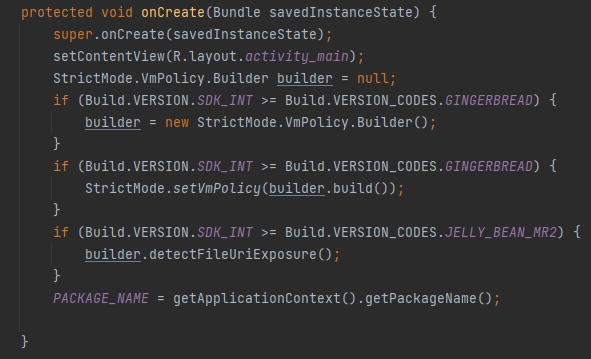 protected void onCreate(Bundle savedInstanceState) {
    super.onCreate(savedInstanceState);
    setContentView(R.layout.activity_main);
    StrictMode.VmPolicy.Builder builder = null;
    if (Build.VERSION.SDK_INT >= Build.VERSION_CODES.GINGERBREAD) {
        builder = new StrictMode.VmPolicy.Builder();
    }
    if (Build.VERSION.SDK_INT >= Build.VERSION_CODES.GINGERBREAD) {
        StrictMode.setVmPolicy(builder.build());
    }
    if (Build.VERSION.SDK_INT >= Build.VERSION_CODES.JELLY_BEAN_MR2) {
        builder.detectFileUriExposure();
    }
    PACKAGE_NAME = getApplicationContext().getPackageName();
}